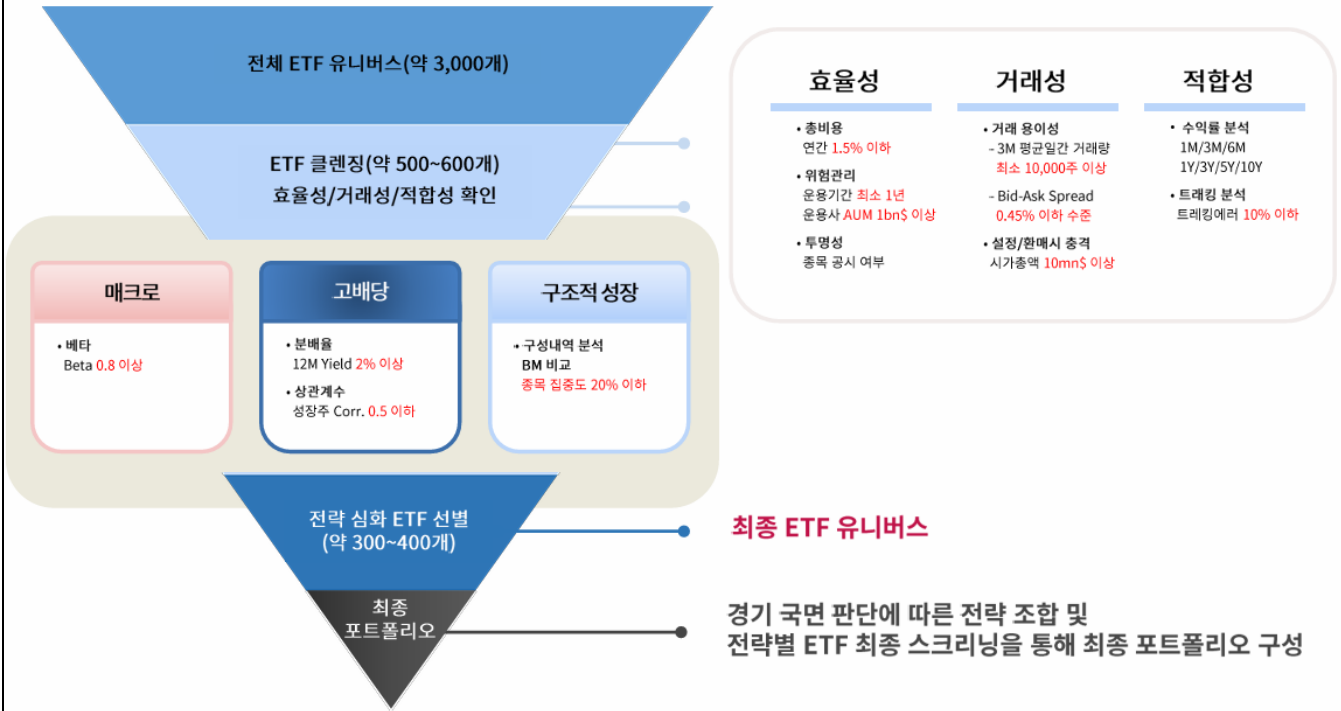 전체 ETF 유니버스(약 3,000개)
ETF 클렌징(약 500~600개)
효율성/거래성/적합성 확인
효율성
• 총비용
연간 1.5% 이하
• 위험관리
운용기간 최소 1년
운용사 AUM 1bn$ 이상
• 투명성
종목 공시 여부
거래성
• 거래 용이성
- 3M 평균일간 거래량
최소 10,000주 이상
- Bid-Ask Spread
0.45% 이하 수준
• 설정/환매시 충격
시가총액 10mn$ 이상
적합성
• 수익률 분석
1M/3M/6M
1Y/3Y/5Y/10Y
• 트래킹 분석
트레킹에러 10% 이하
매크로
• 베타
Beta 0.8 이상
고배당
• 분배율
12M Yield 2% 이상
• 상관계수
성장주 Corr. 0.5 이하
구조적 성장
• 구성내역 분석
BM 비교
종목 집중도 20% 이하
전략 심화 ETF 선별
(약 300~400개)
최종 ETF 유니버스
최종
포트폴리오
경기 국면 판단에 따른 전략 조합 및
전략별 ETF 최종 스크리닝을 통해 최종 포트폴리오 구성